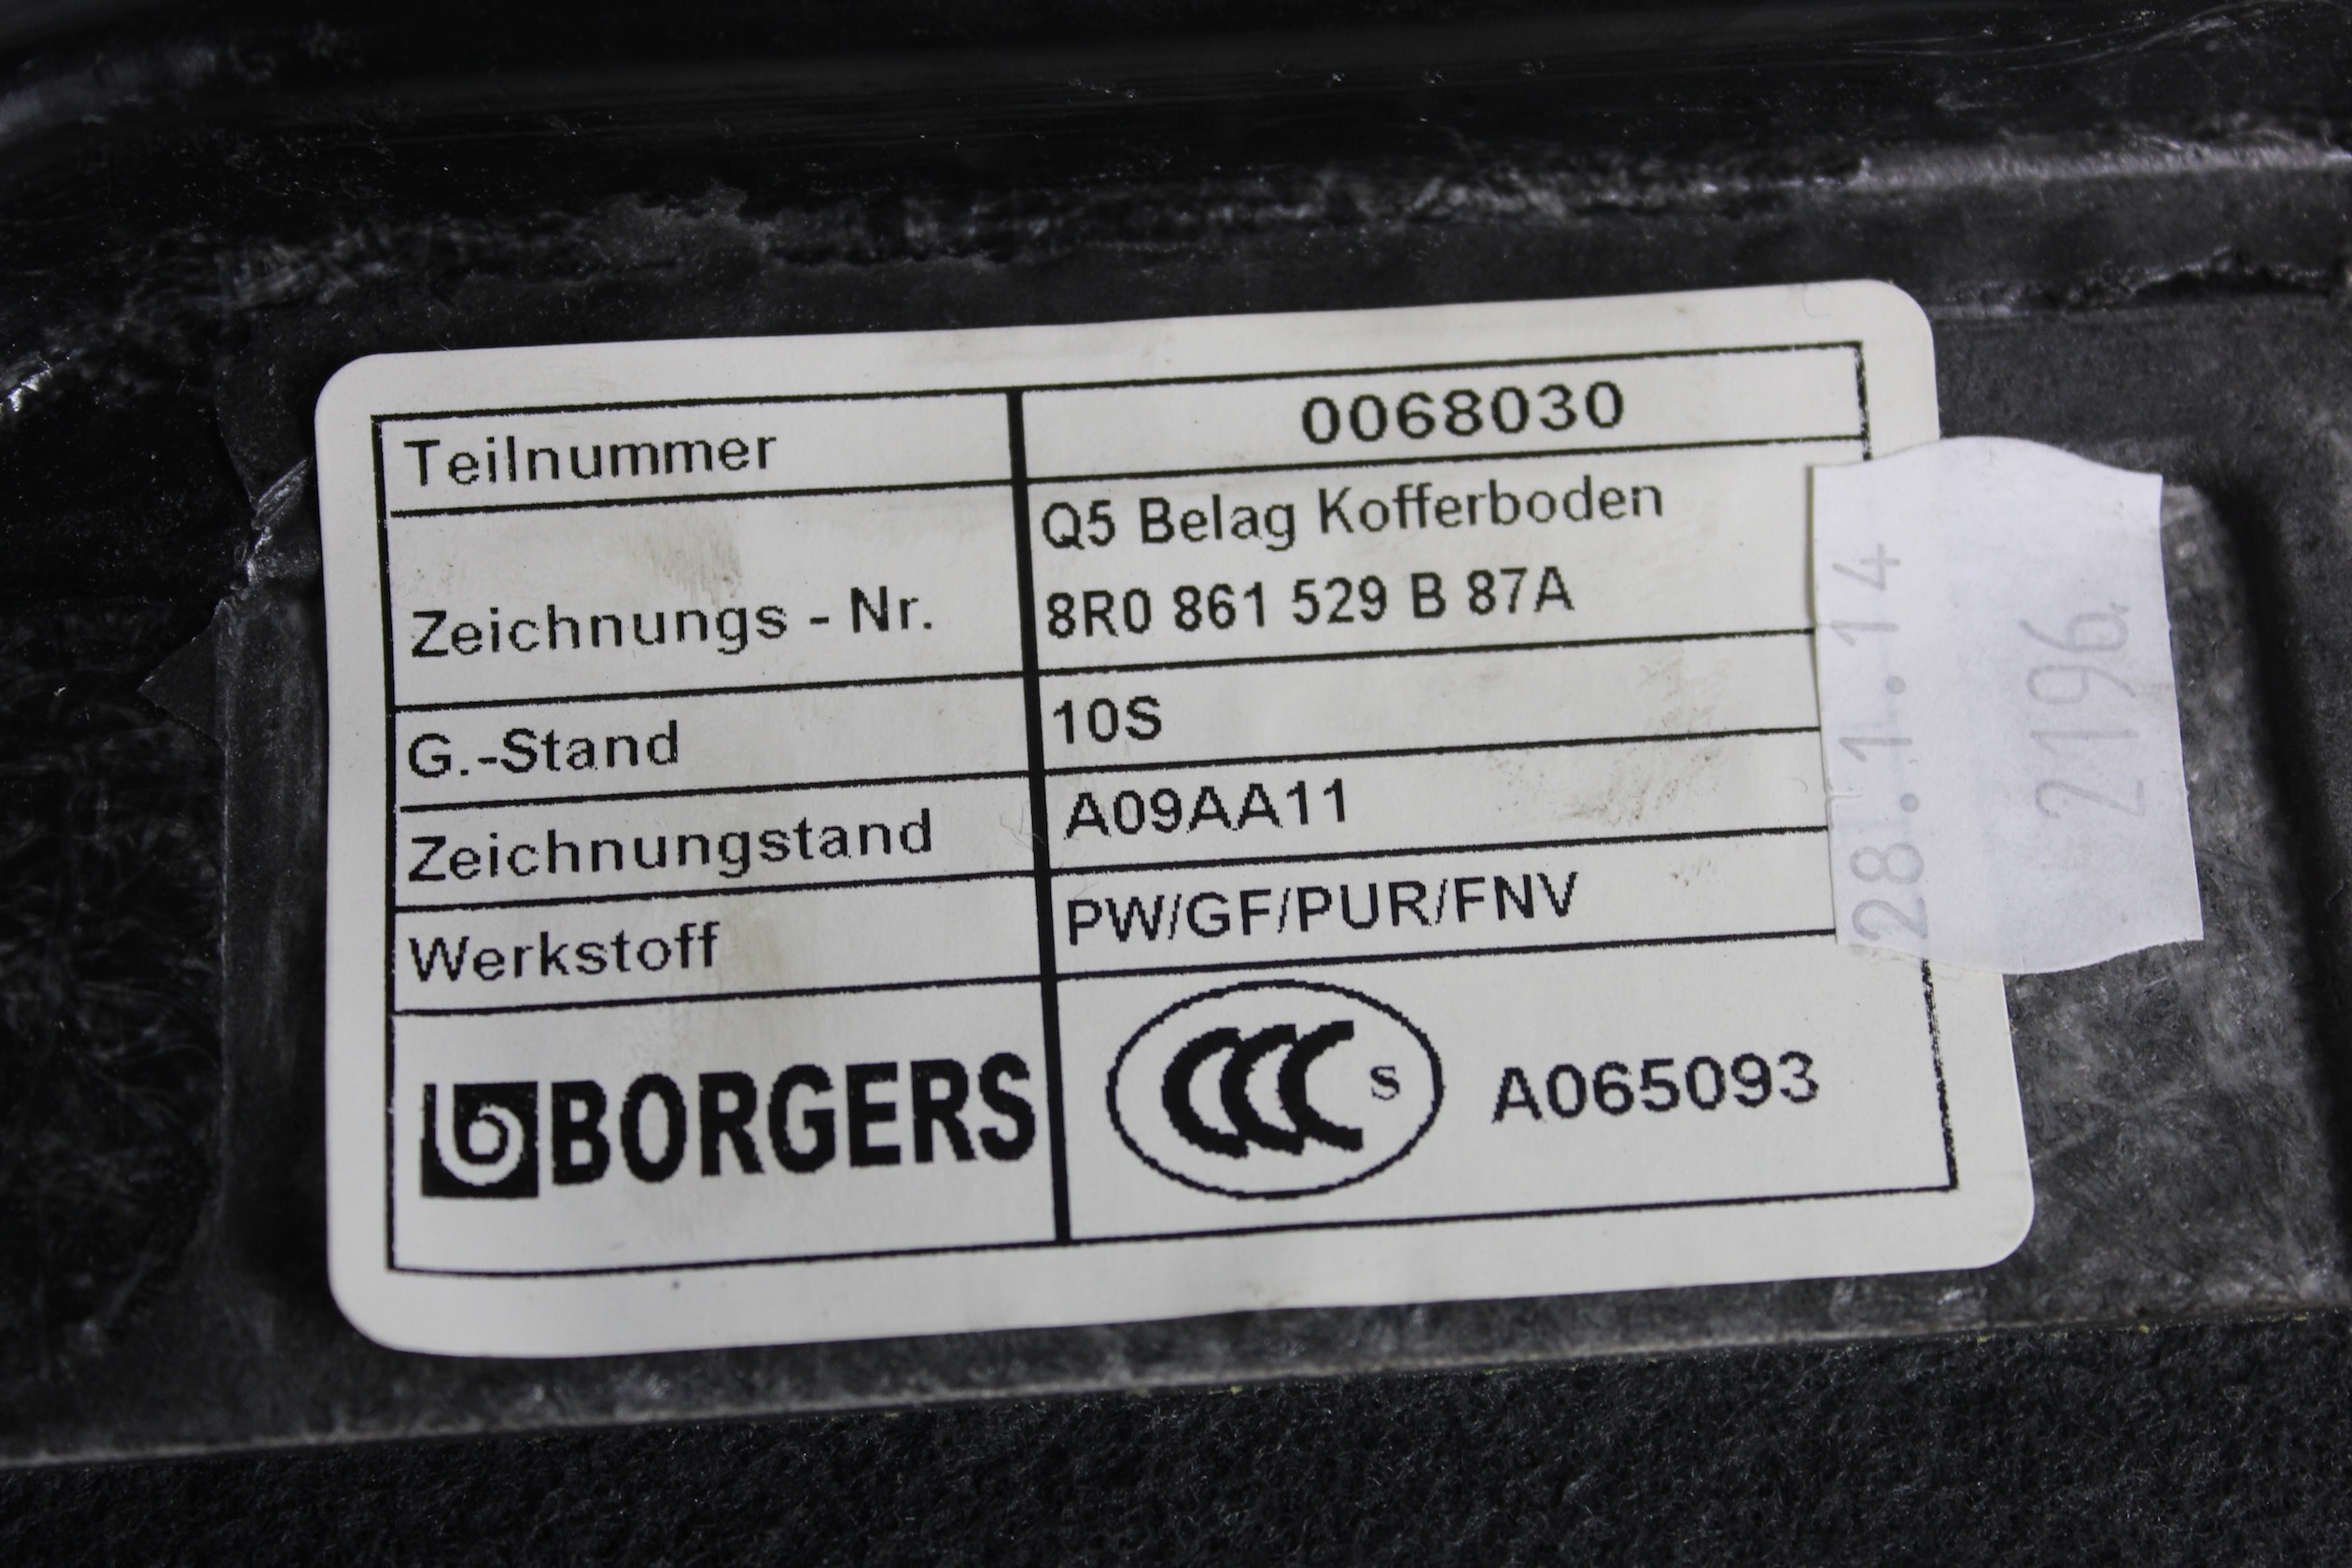 Teilnummer 0068030
Q5 Belag Kofferboden
Zeichnungs - Nr. 8R0 861 529 B 87A
G.-Stand 10S
Zeichnungstand A09AA11
Werkstoff PW/GF/PUR/FNV
BORGERS CCC S A065093
28.1.14
2196